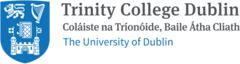 Trinity College Dublin
Coláiste na Tríonóide, Baile Átha Cliath
The University of Dublin